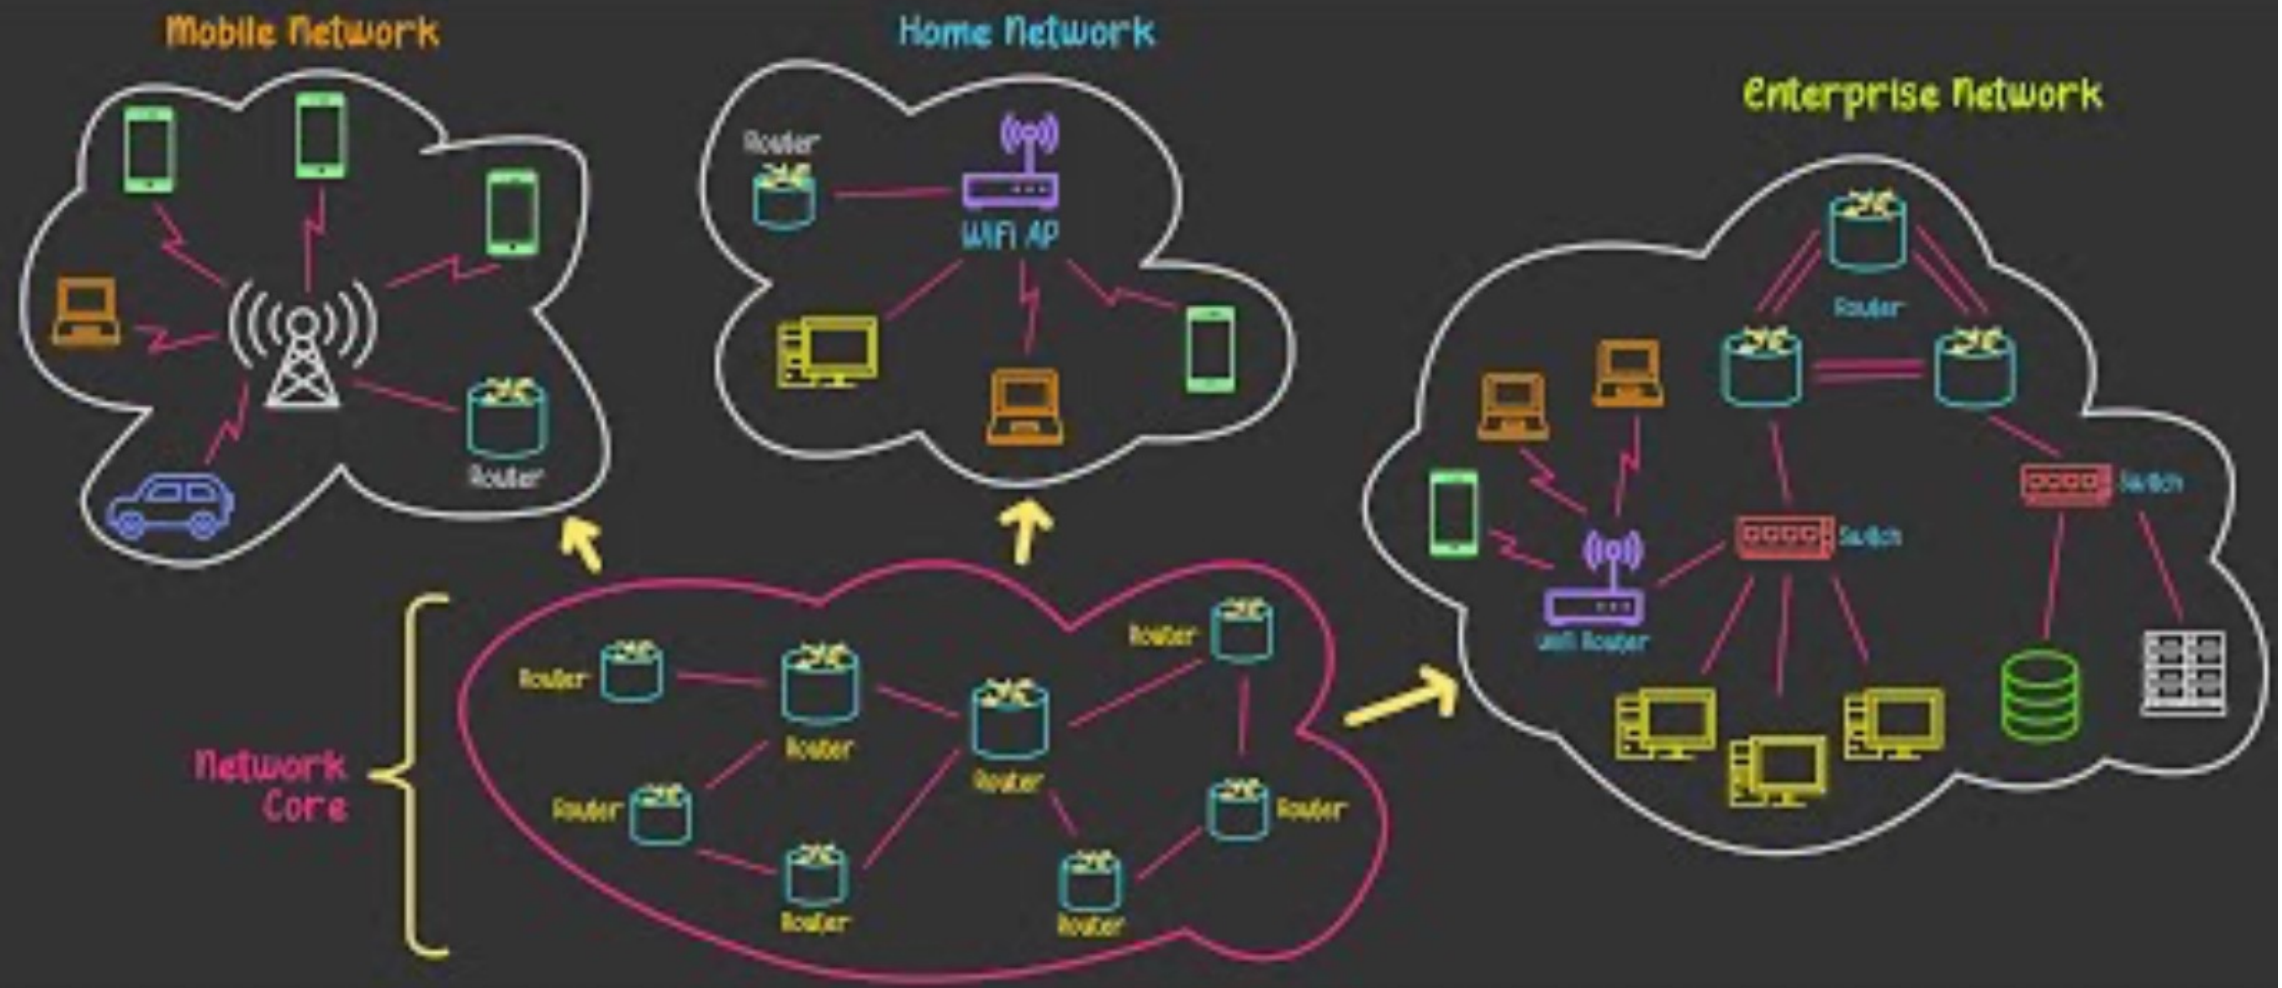 Mobile Network
Home Network
Enterprise Network
Router
WiFi AP
Router
Router
Switch
Switch
Wifi Router
Router
Router
Router
Router
Router
Router
Router
Router
Network
Core